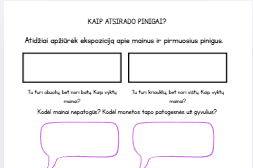 KAIP ATSIRADO PINIGAI?
Atidžiai apžiūrėk ekspoziciją apie mainus ir pirmuosius pinigus.
Tu turi obuolių, bet nori batų. Kaip vyktų mainai?
Tu turi krauklių, bet nori vištų. Kaip vyktų mainai?
Kodėl mainai nepatogūs? Kodėl monetos tapo patogesnės už gyvulius?